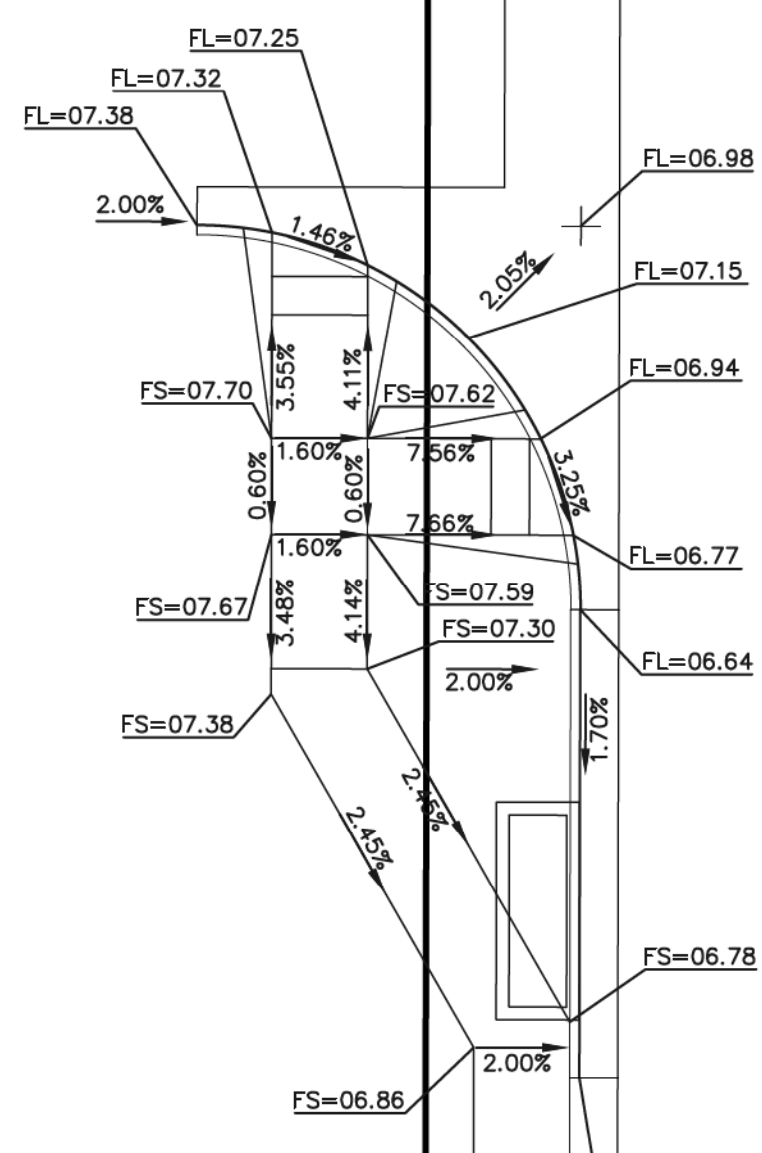 FL=07.25
FL=07.32
FL=07.38
FL=06.98
2.00%
1.46%
2.05%
FL=07.15
3.55%
4.11%
FL=06.94
FS=07.70
FS=07.62
1.60%
7.56%
0.60%
0.60%
3.25%
7.66%
1.60%
FL=06.77
FS=07.59
FS=07.67
3.48%
4.14%
FS=07.30
FL=06.64
2.00%
FS=07.38
1.70%
2.45%
2.45%
FS=06.78
2.00%
FS=06.86